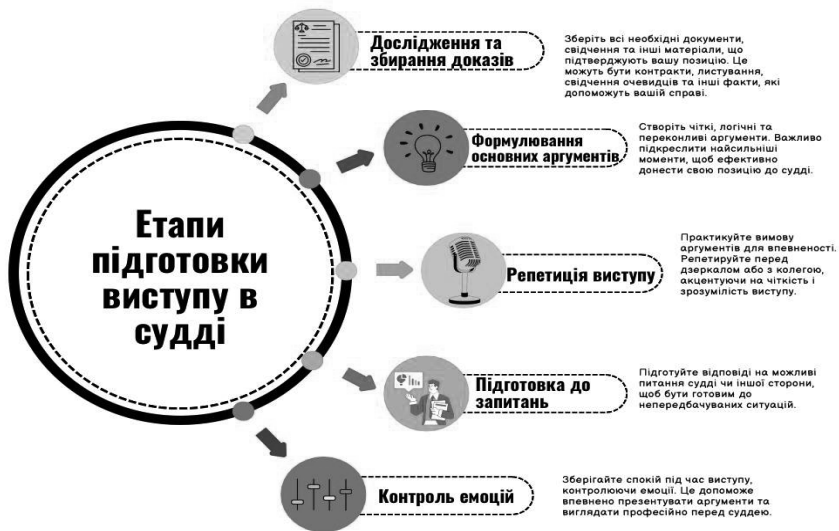 Етапи
підготовки
виступу в
судді
Дослідження та
збирання доказів
Зберіть всі необхідні документи,
свідчення та інші матеріали, що
підтверджують вашу позицію. Це
можуть бути контракти, листування,
свідчення очевидців та інші факти, які
допоможуть вашій справі.
Формулювання
основних аргументів
Створіть чіткі, логічні та
переконливі аргументи. Важливо
підкреслити найсильніші
моменти, щоб ефективно
донести свою позицію до судді.
Репетиція виступу
Практикуйте вимову
аргументів для впевненості.
Репетируйте перед
дзеркалом або з колегою,
акцентуючи на чіткість і
зрозумілість виступу.
Підготовка до
запитань
Підготуйте відповіді на можливі
питання судді чи іншої сторони,
щоб бути готовим до
непередбачуваних ситуацій.
Контроль емоцій
Зберігайте спокій під час виступу,
контролюючи емоції. Це допоможе
впевнено презентувати аргументи та
виглядати професійно перед суддею.